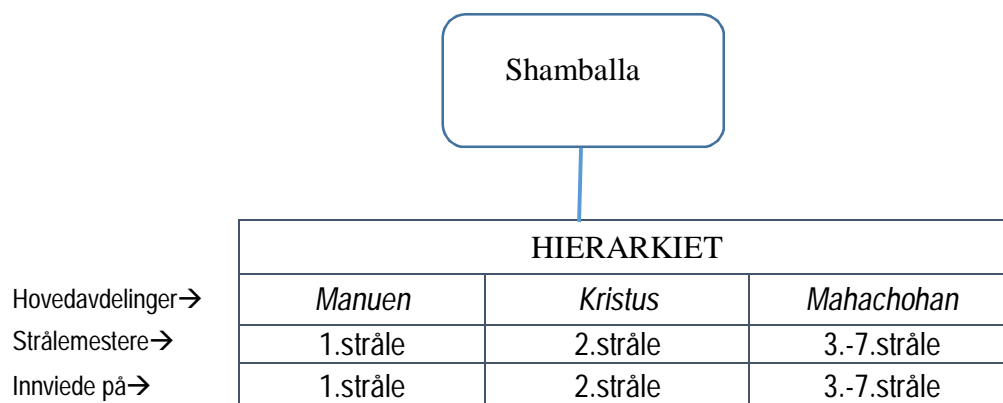 Shamballa
HIERARKIET
Hovedavdelinger→ Manuen Kristus Mahachohan
Strålemestere→ 1.stråle 2.stråle 3.-7.stråle
Innviede på→ 1.stråle 2.stråle 3.-7.stråle